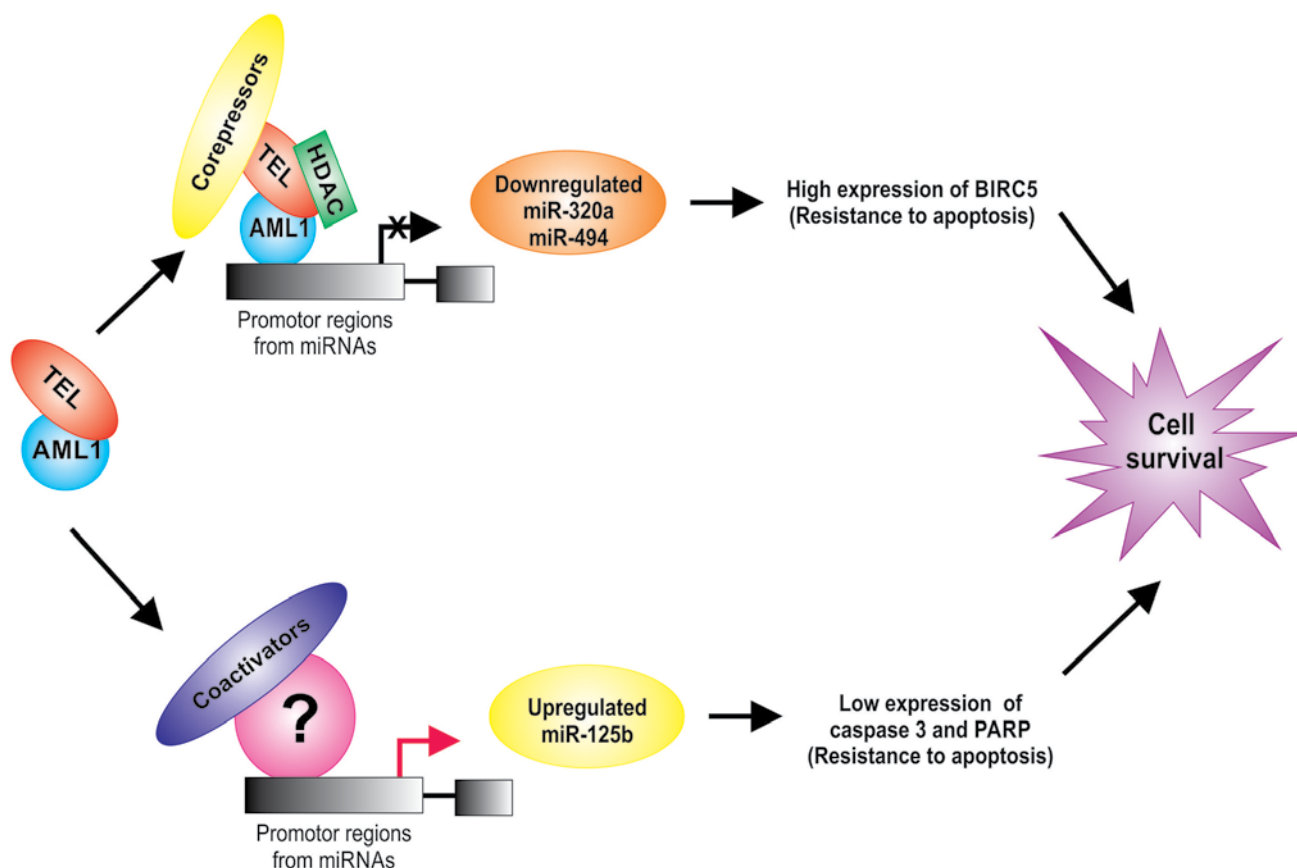 Corepressors
TEL
HDAC
AML1
X
Promotor regions
from miRNAs
Downregulated
miR-320a
miR-494
High expression of BIRC5
(Resistance to apoptosis)
TEL
AML1
Cell
survival
Coactivators
?
Promotor regions
from miRNAs
Upregulated
miR-125b
Low expression of
caspase 3 and PARP
(Resistance to apoptosis)